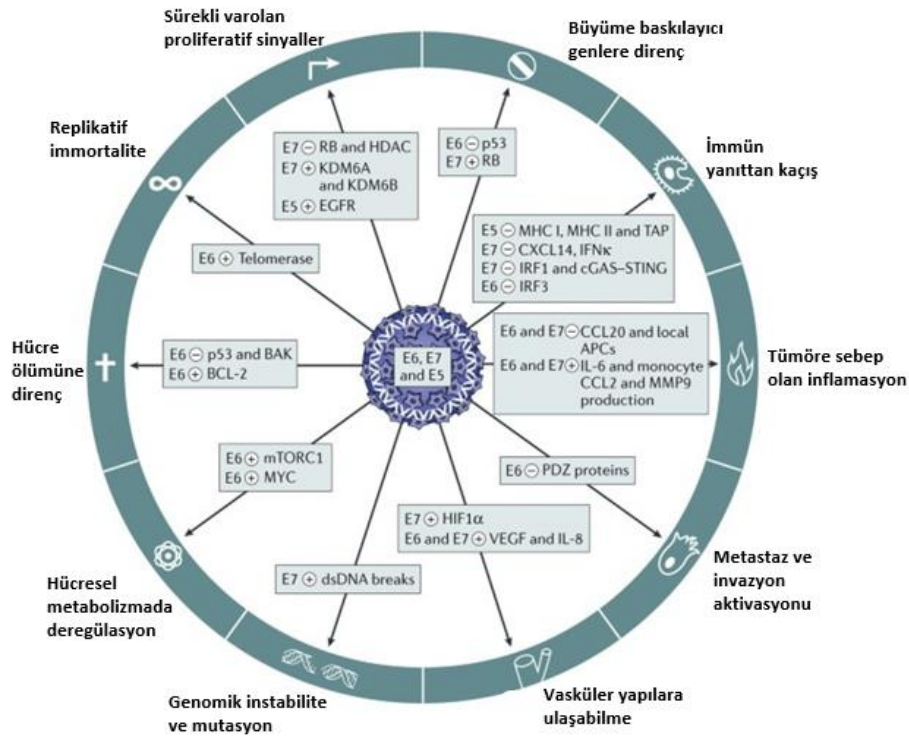 Sürekli varolan
proliferatif sinyaller
Büyüme baskılayıcı
genlere direnç
Replikatif
immortalite
İmmün
yanıttan kaçış
E7 ⊖ RB and HDAC
E7 ⊕ KDM6A
and KDM6B
E5 ⊕ EGFR
E6 ⊖ p53
E7 ⊕ RB
E5 ⊖ MHC I, MHC II and TAP
E7 ⊖ CXCL14, IFNκ
E7 ⊖ IRF1 and cGAS–STING
E6 ⊖ IRF3
E6 ⊕ Telomerase
Hücre
ölümüne
direnç
E6 ⊖ p53 and BAK
E6 ⊕ BCL-2
E6, E7
and E5
E6 and E7 ⊖ CCL20 and local
APCs
E6 and E7 ⊕ IL-6 and monocyte
CCL2 and MMP9
production
Tümöre sebep
olan inflamasyon
E6 ⊕ mTORC1
E6 ⊕ MYC
E6 ⊖ PDZ proteins
E7 ⊕ HIF1α
E6 and E7 ⊕ VEGF and IL-8
E7 ⊕ dsDNA breaks
Hücresel
metabolizmada
deregülasyon
Metastaz ve
invazyon
aktivasyonu
Genomik instabilite
ve mutasyon
Vasküler yapılara
ulaşabilme